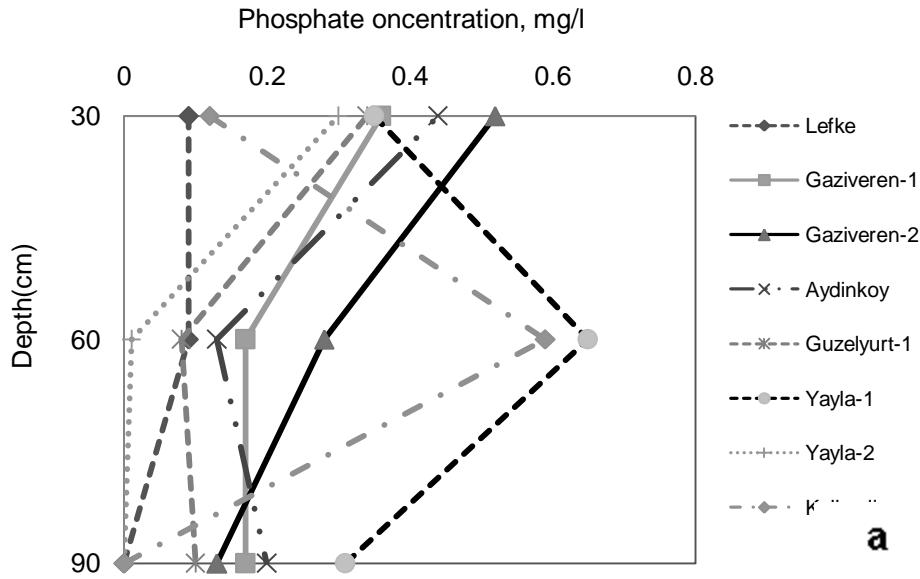 Phosphate oncentration, mg/l
0 0.2 0.4 0.6 0.8
30
60
90
Depth(cm)
Lefke
Gaziveren-1
Gaziveren-2
Aydinkoy
Guzelyurt-1
Yayla-1
Yayla-2
a